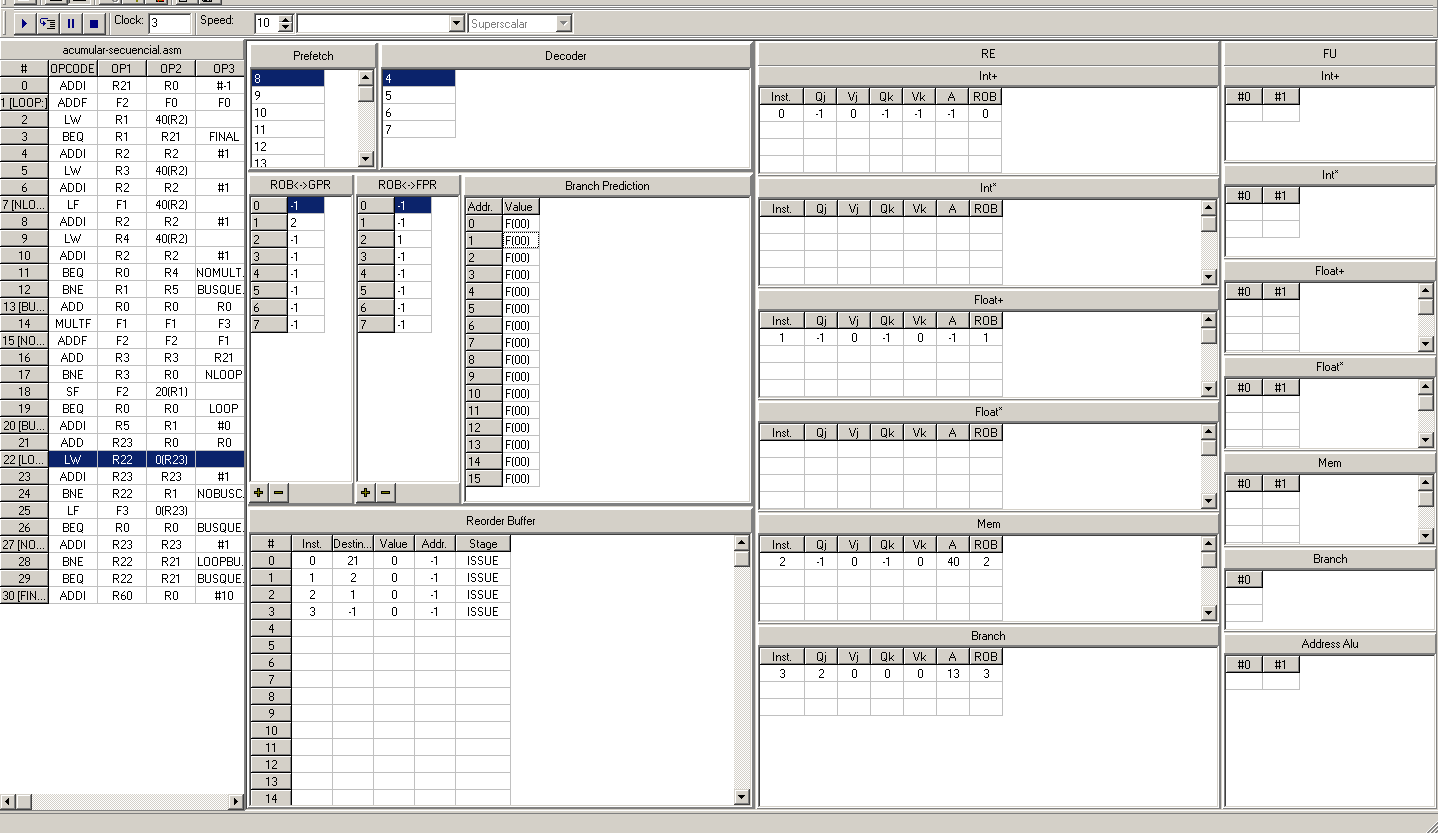 Clock: 3 Speed: 10 Superscalar
acumular-secuencial.asm
# OPCODE OP1 OP2 OP3
0 ADDI R21 R0 #-1
1 [LOOP:] ADDF F2 F0 F0
2 LW R1 40(R2)
3 BEQ R1 R21 FINAL
4 ADDI R2 R2 #1
5 LW R3 40(R2)
6 ADDI R2 R2 #1
7 [NLO... LF F1 40(R2)
8 ADDI R2 R2 #1
9 LW R4 40(R2)
10 ADDI R2 R2 #1
11 BEQ R0 R4 NOMULT.
12 BNE R1 R5 BUSQUE.
13 [BU... ADD R0 R0 R0
14 MULTF F1 F1 F3
15 [NO... ADDF F2 F2 F1
16 ADD R3 R3 R21
17 BNE R3 R0 NLOOP
18 SF F2 20(R1)
19 BEQ R0 R0 LOOP
20 [BU... ADDI R5 R1 #0
21 ADD R23 R0 R0
22 [LO... LW R22 0(R23)
23 ADDI R23 R23 #1
24 BNE R22 R1 NOBUSC.
25 LF F3 0(R23)
26 BEQ R0 R0 BUSQUE.
27 [NO... ADDI R23 R23 #1
28 BNE R22 R21 LOOPBU.
29 BEQ R22 R21 BUSQUE.
30 [FIN... ADDI R60 R0 #10
Prefetch
8
9
10
11
12
13
Decoder
4
5
6
7
ROB<->GPR
0 -1
1 2
2 -1
3 -1
4 -1
5 -1
6 -1
7 -1
ROB<->FPR
0 -1
1 -1
2 1
3 -1
4 -1
5 -1
6 -1
7 -1
Branch Prediction
Addr. Value
0 F(00)
1 F(00)
2 F(00)
3 F(00)
4 F(00)
5 F(00)
6 F(00)
7 F(00)
8 F(00)
9 F(00)
10 F(00)
11 F(00)
12 F(00)
13 F(00)
14 F(00)
15 F(00)
Reorder Buffer
# Inst. Destin... Value Addr. Stage
0 0 21 0 -1 ISSUE
1 1 2 0 -1 ISSUE
2 2 1 0 -1 ISSUE
3 3 -1 0 -1 ISSUE
4
5
6
7
8
9
10
11
12
13
14
RE
Int+
Inst. Qj Vj Qk Vk A ROB
0 -1 0 -1 -1 -1 0
Int*
Inst. Qj Vj Qk Vk A ROB
Float+
Inst. Qj Vj Qk Vk A ROB
1 -1 0 -1 0 -1 1
Float*
Inst. Qj Vj Qk Vk A ROB
Mem
Inst. Qj Vj Qk Vk A ROB
2 -1 0 -1 0 40 2
Branch
Inst. Qj Vj Qk Vk A ROB
3 2 0 0 0 13 3
FU
Int+
#0 #1
Int*
#0 #1
Float+
#0 #1
Float*
#0 #1
Mem
#0 #1
Branch
#0
Address Alu
#0 #1